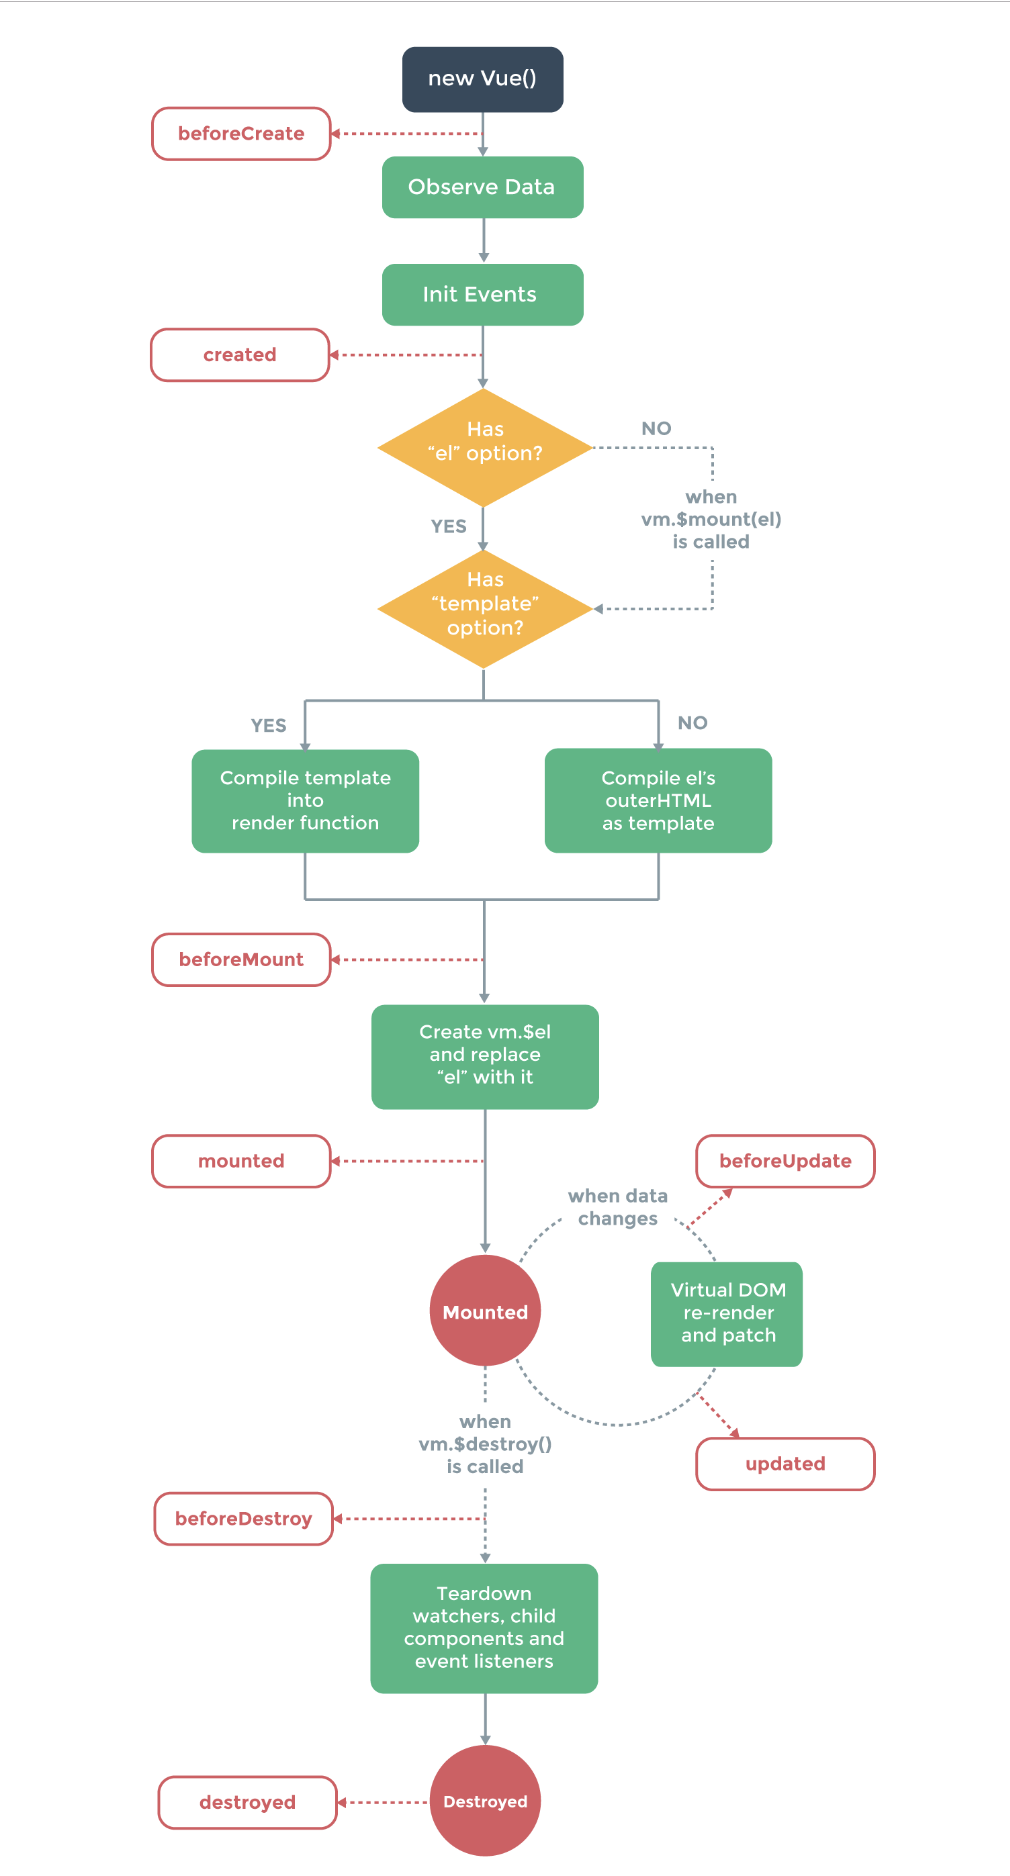 new Vue()
beforeCreate
Observe Data
Init Events
created
Has
“el” option?
NO
when
vm.$mount(el)
is called
YES
Has
“template”
option?
YES
NO
Compile template
into
render function
Compile el’s
outerHTML
as template
beforeMount
Create vm.$el
and replace
“el” with it
mounted
beforeUpdate
when data
changes
Mounted
Virtual DOM
re-render
and patch
when
vm.$destroy()
is called
updated
beforeDestroy
Teardown
watchers, child
components and
event listeners
destroyed
Destroyed